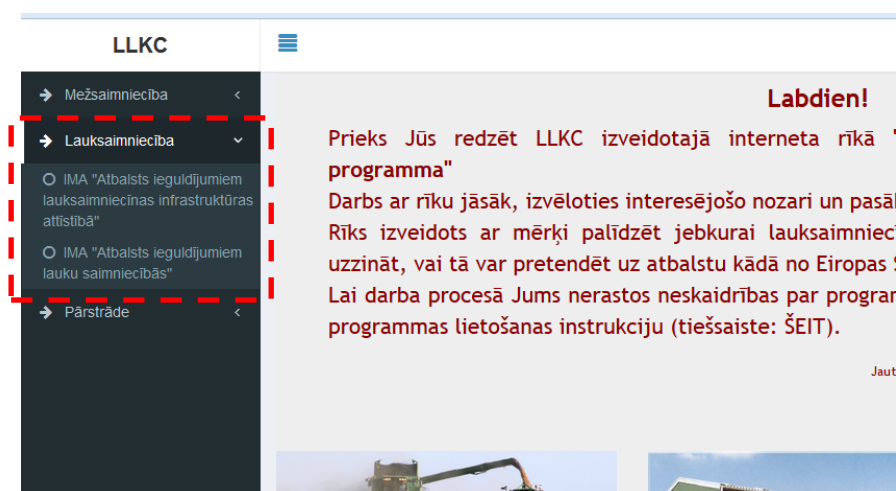 LLKC
Mežsaimniecība
Lauksaimniecība
IMA "Atbalsts ieguldījumiem
lauksaimniecīnas infrastruktūras
attīstībā"
IMA "Atbalsts ieguldījumiem
lauku saimniecībās"
Pārstrāde
Labdien!
Prieks Jūs redzēt LLKC izveidotajā interneta rīkā "
programma"
Darbs ar rīku jāsāk, izvēloties interesējošo nozari un
Rīks izveidots ar mērķi palīdzēt jebkurai
uzzināt, vai tā var pretendēt uz atbalstu kādā no Eiropas
Lai darba procesā Jums nerastos neskaidrības par
programmas lietošanas instrukciju (tiešsaiste: ŠEIT).